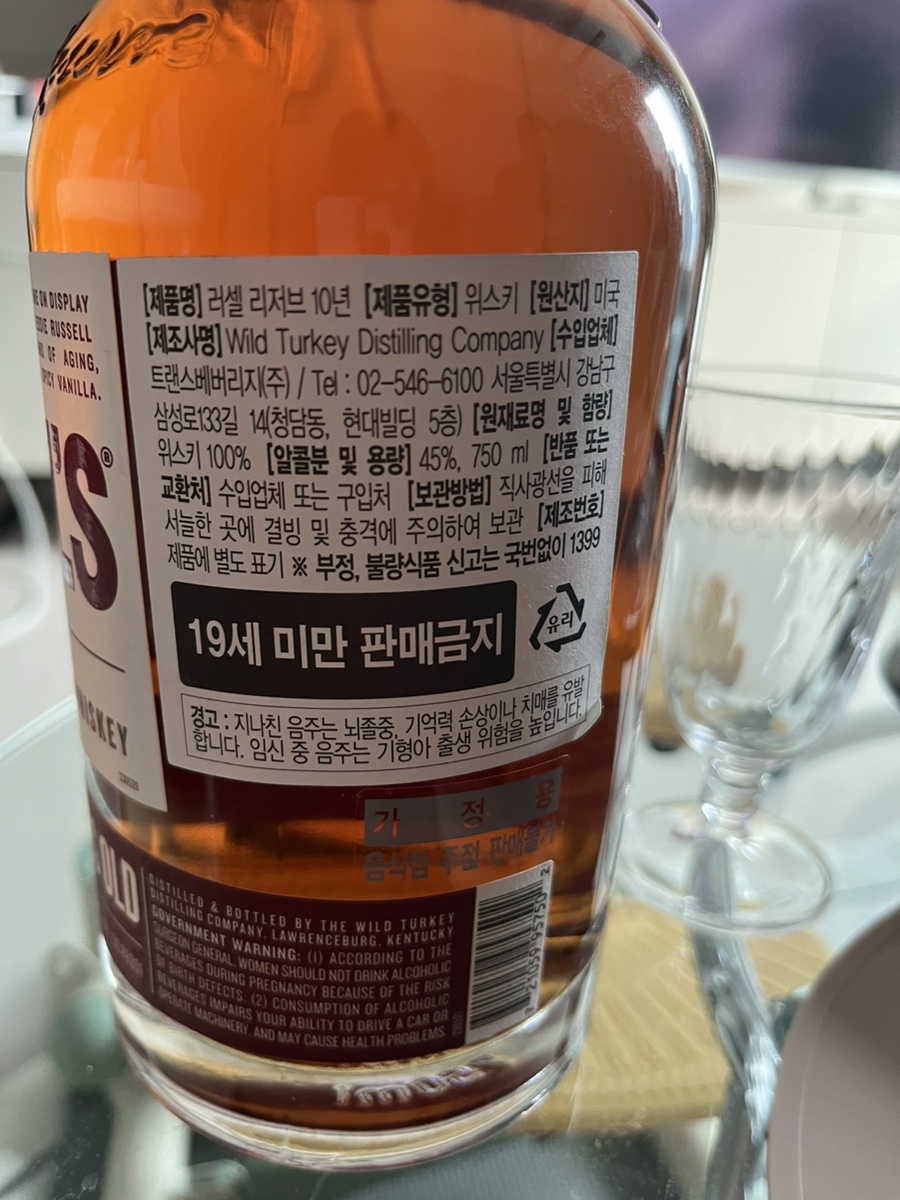 NE ON DISPLAY
DDIE RUSSELL
OF AGING,
SPICY VANILLA.
S®
[제품명] 러셀 리저브 10년 [제품유형] 위스키 [원산지] 미국
[제조사명] Wild Turkey Distilling Company [수입업체]
트랜스베버리지(주) / Tel : 02-546-6100 서울특별시 강남구
삼성로133길 14(청담동, 현대빌딩 5층) [원재료명 및 함량]
위스키 100% [알콜분 및 용량] 45%, 750 ml [반품 또는
교환처] 수입업체 또는 구입처 [보관방법] 직사광선을 피해
서늘한 곳에 결빙 및 충격에 주의하여 보관 [제조번호]
제품에 별도 표기 ※ 부정, 불량식품 신고는 국번없이 1399
19세 미만 판매금지
유리
경고 : 지나친 음주는 뇌졸중, 기억력 손상이나 치매를 유발
합니다. 임신 중 음주는 기형아 출생 위험을 높입니다.
가 정 용
음식점 주점 판매불가
OLD
DISTILLED & BOTTLED BY THE WILD TURKEY
DISTILLING COMPANY, LAWRENCEBURG, KENTUCKY
GOVERNMENT WARNING: (1) ACCORDING TO THE
SURGEON GENERAL, WOMEN SHOULD NOT DRINK ALCOHOLIC
BEVERAGES DURING PREGNANCY BECAUSE OF THE RISK
OF BIRTH DEFECTS. (2) CONSUMPTION OF ALCOHOLIC
BEVERAGES IMPAIRS YOUR ABILITY TO DRIVE A CAR OR
OPERATE MACHINERY, AND MAY CAUSE HEALTH PROBLEMS.